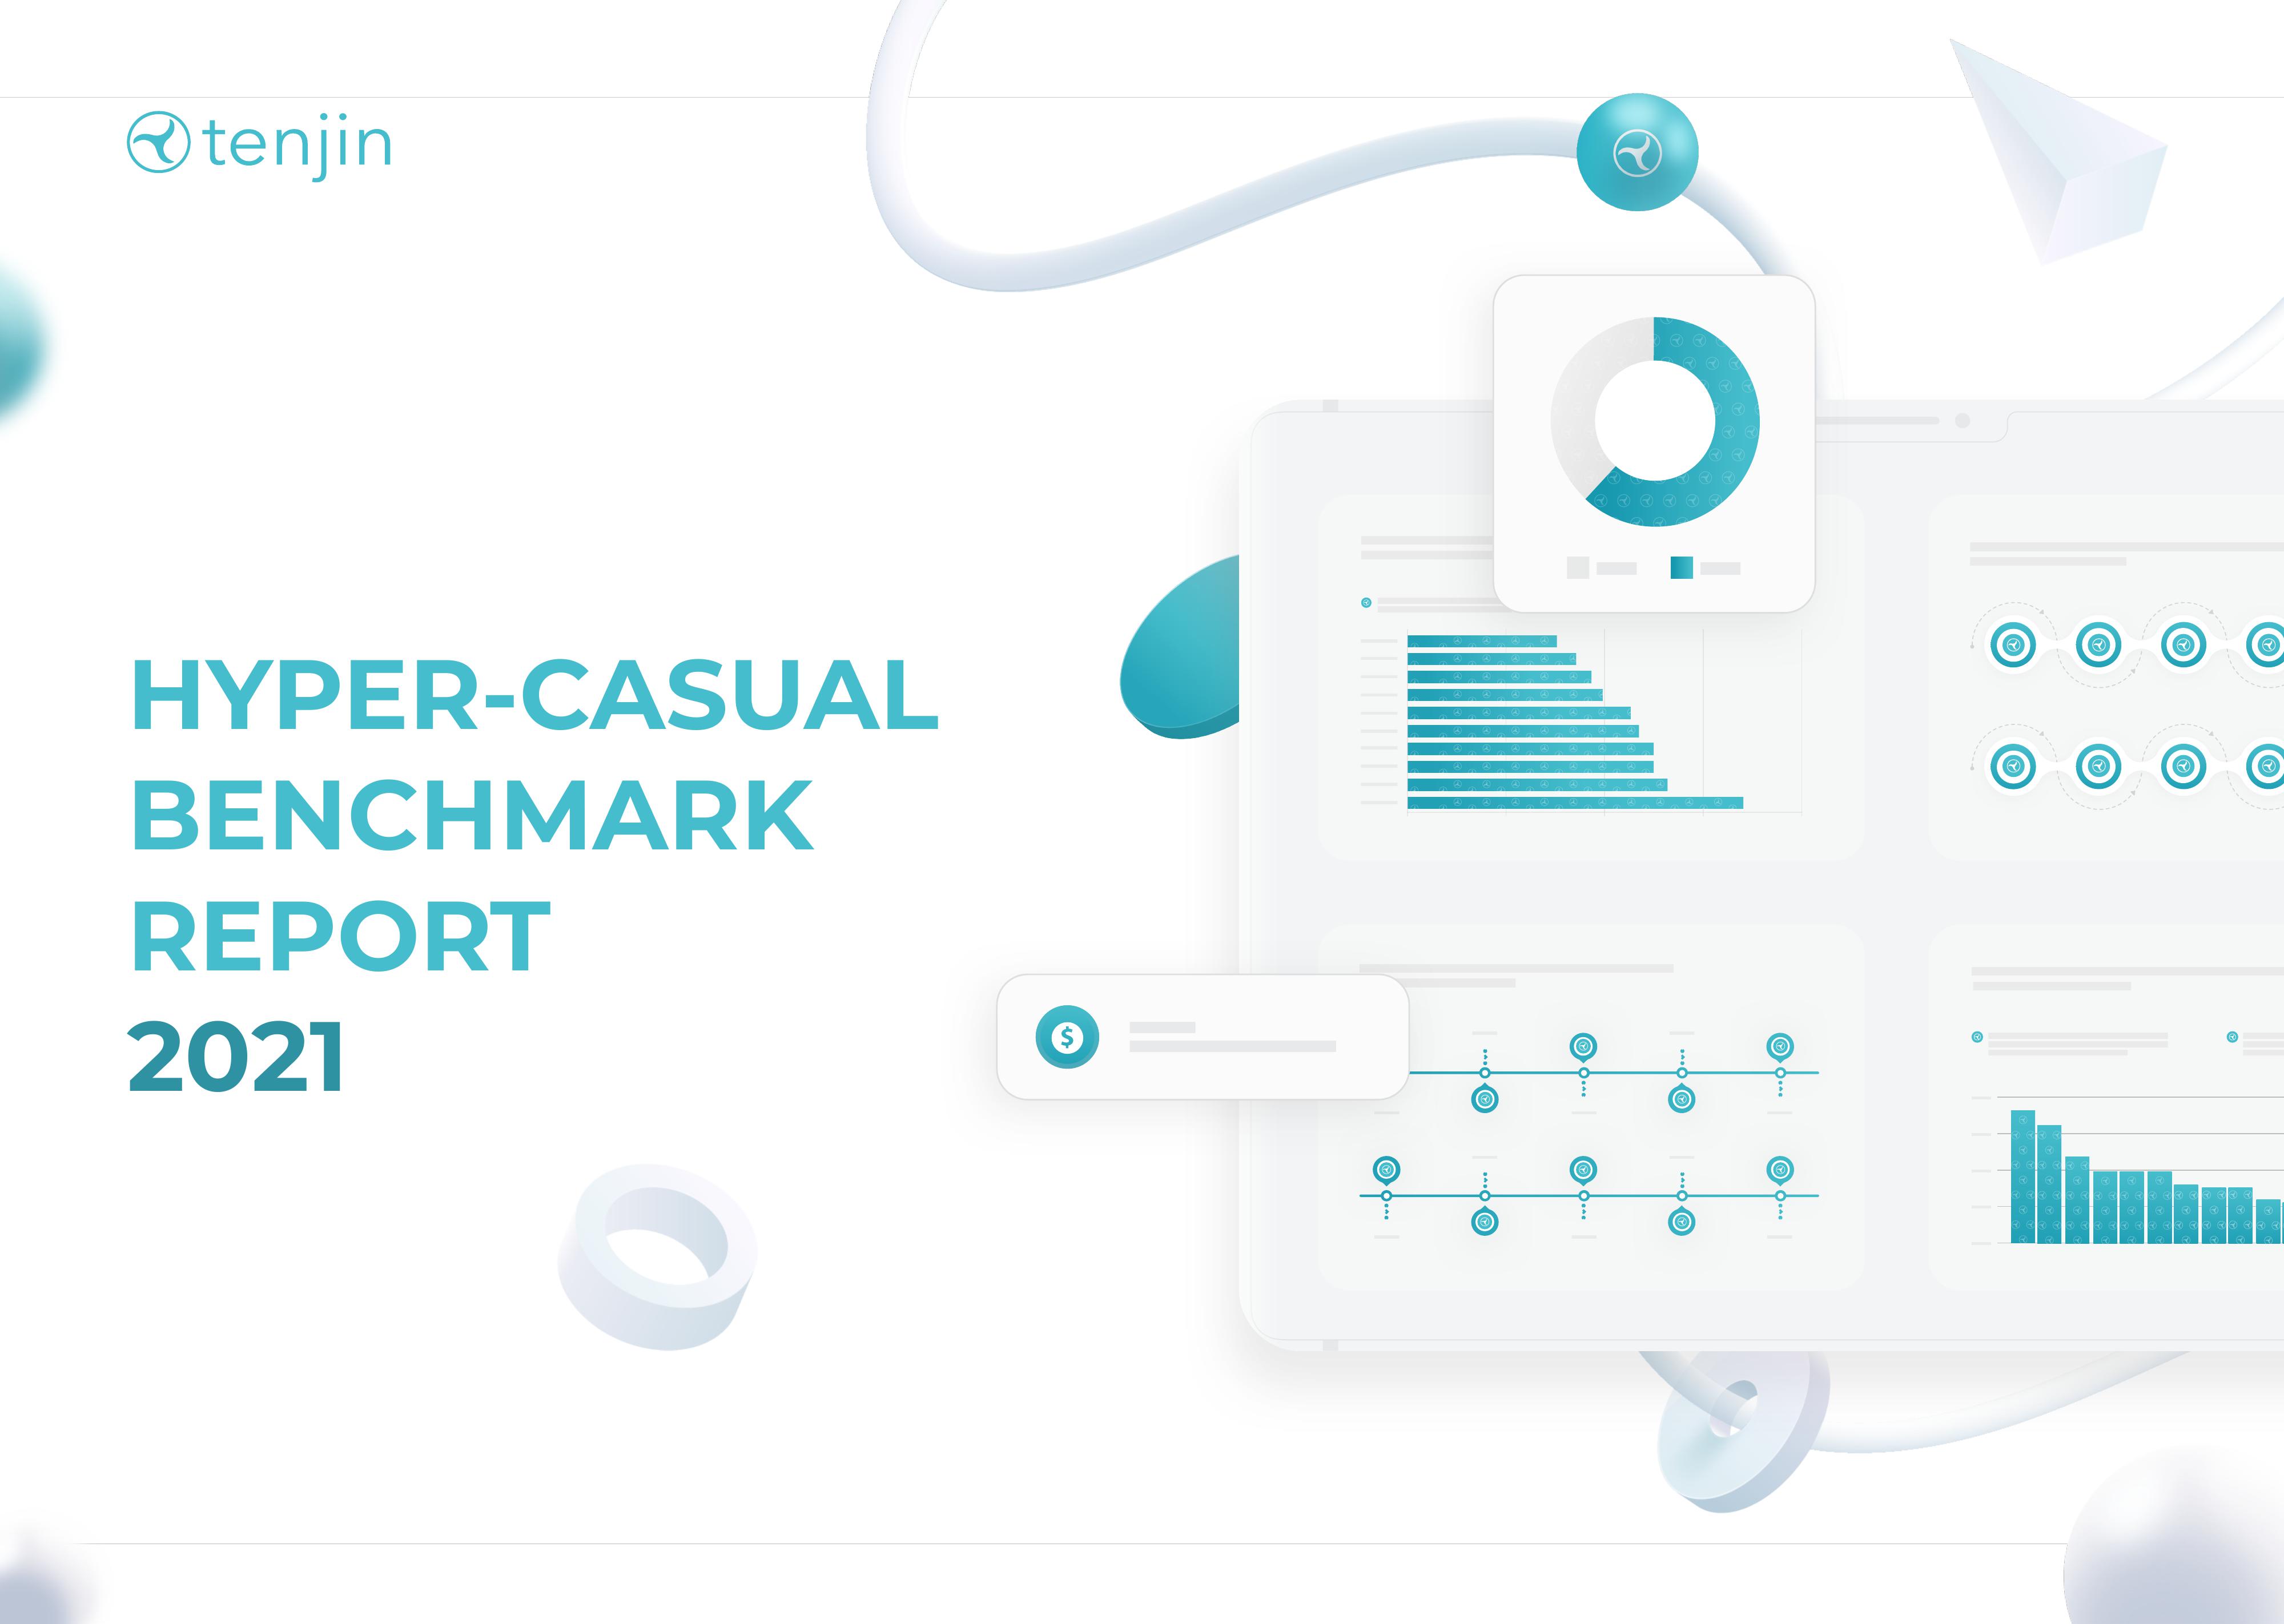 tenjin
HYPER-CASUAL
BENCHMARK
REPORT
2021
$